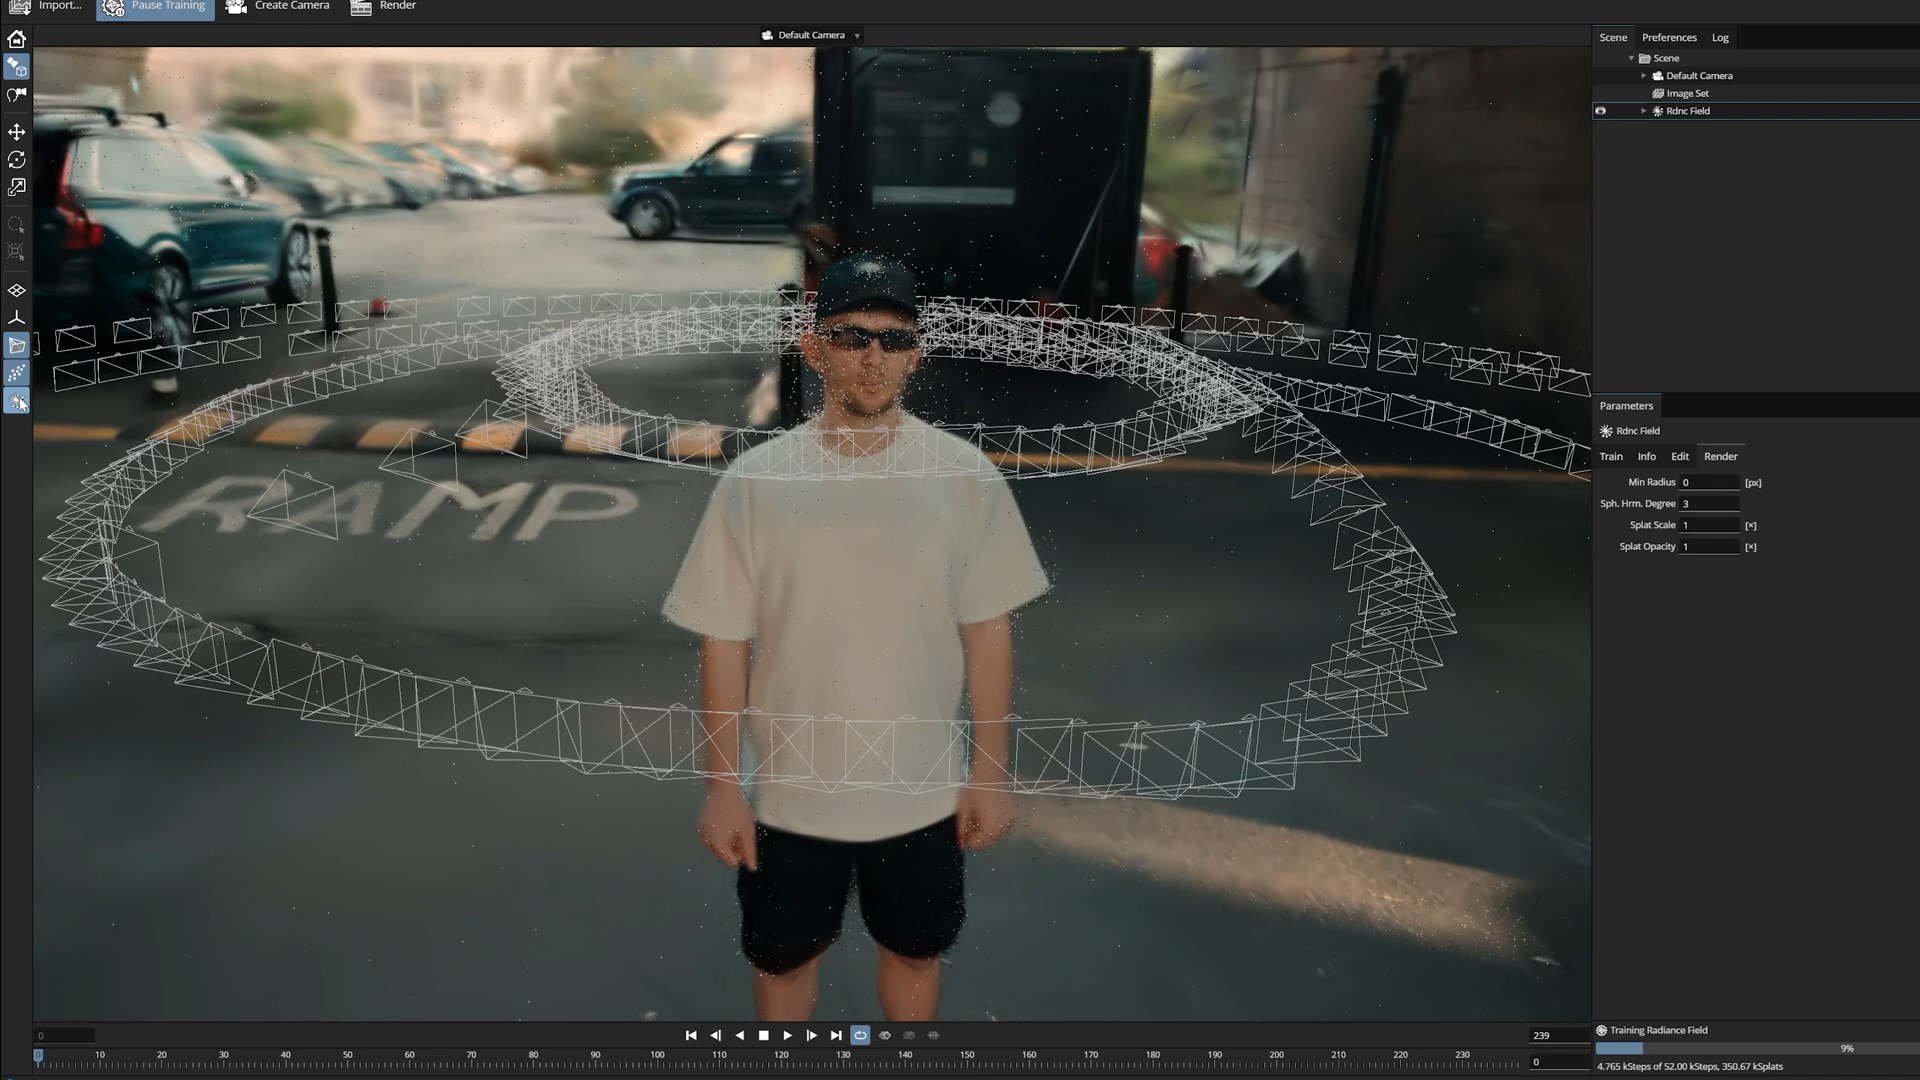 Import...
Pause Training
Create Camera
Render
Default Camera
Scene
Preferences
Log
Scene
Default Camera
Image Set
Rdnc Field
RAMP
Parameters
Rdnc Field
Train
Info
Edit
Render
Min Radius 0 [px]
Sph. Hrm. Degree 3
Splat Scale 1 [×]
Splat Opacity 1 [×]
0
239
0 10 20 30 40 50 60 70 80 90 100 110 120 130 140 150 160 170 180 190 200 210 220 230
0
Training Radiance Field
9%
4.765 kSteps of 52.00 kSteps, 350.67 kSplats